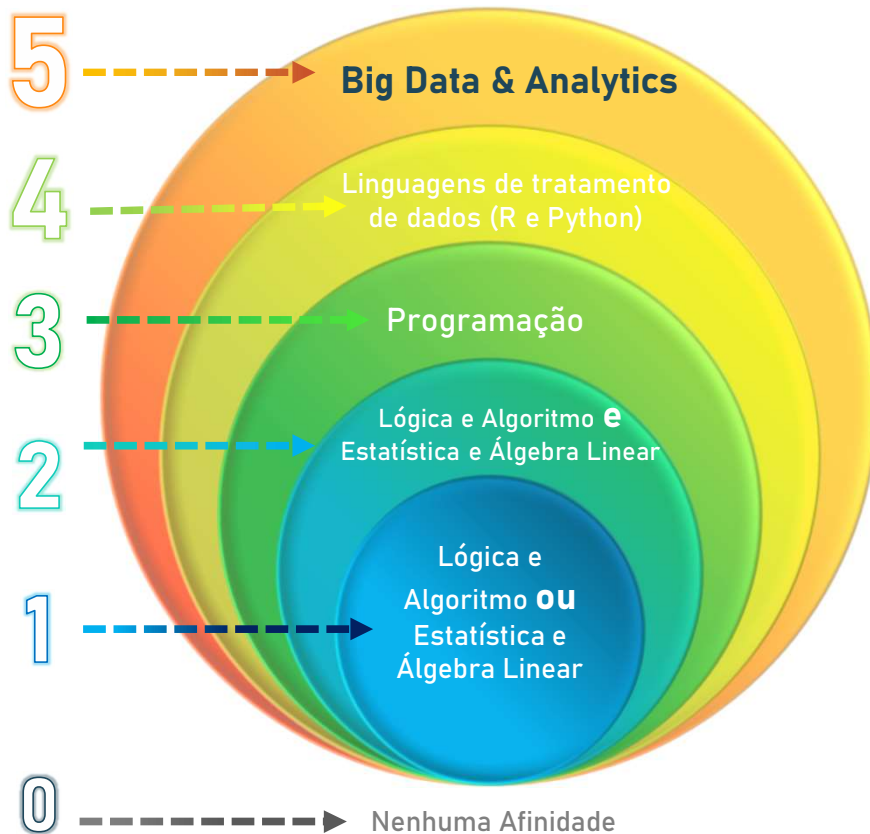 5
Big Data & Analytics
4
Linguagens de tratamento
de dados (R e Python)
3
Programação
2
Lógica e Algoritmo e
Estatística e Álgebra Linear
1
Lógica e
Algoritmo ou
Estatística e
Álgebra Linear
0
Nenhuma Afinidade